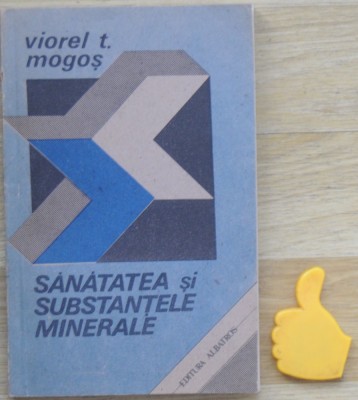 viorel t.
mogoș
SĂNĂTATEA și
SUBSTANȚELE
MINERALE
EDITURA ALBATROS